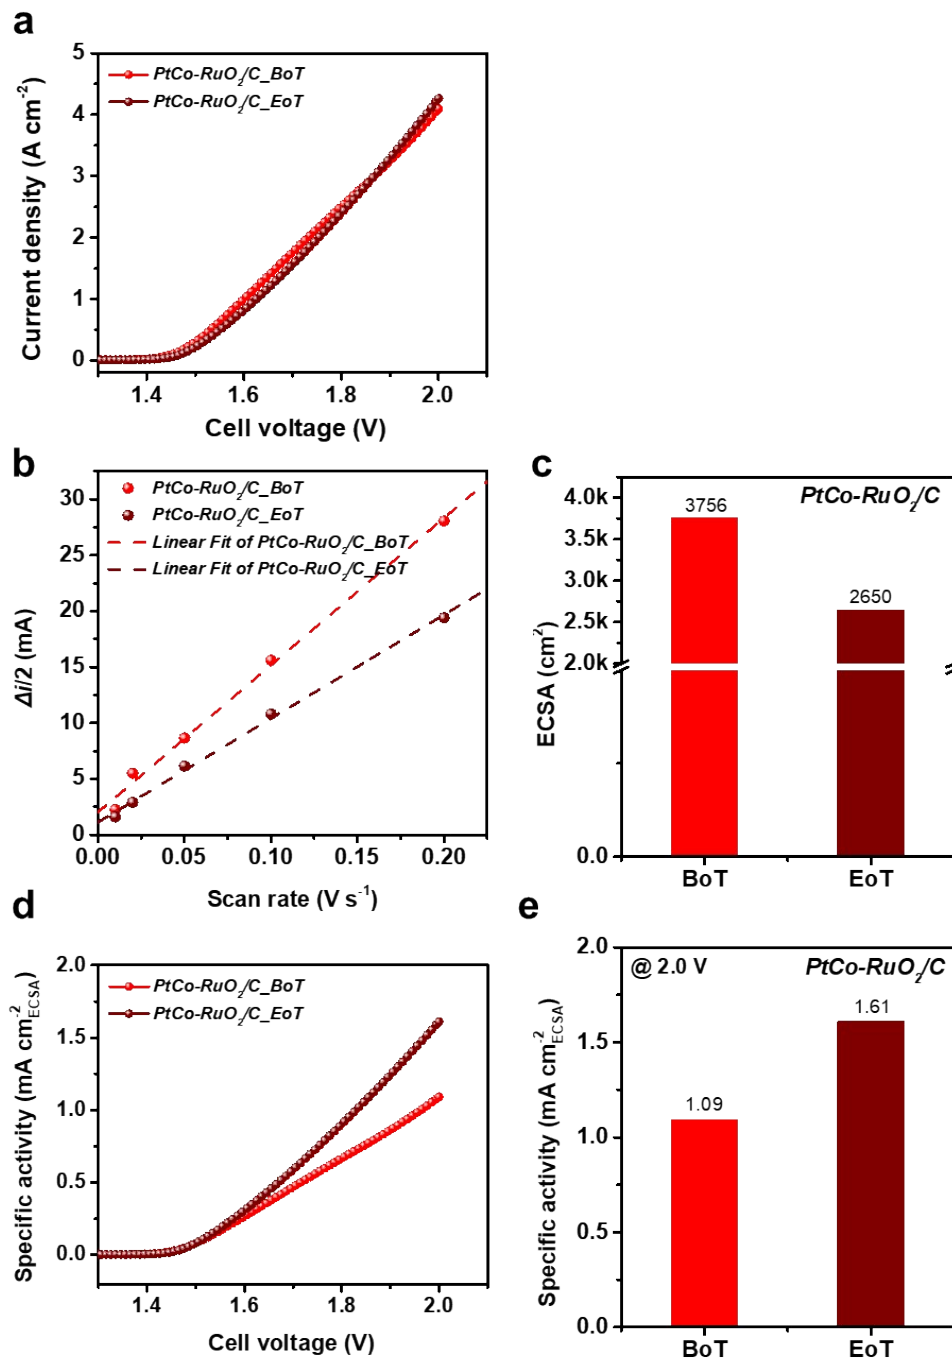 a
PtCo-RuO2/C_BoT
PtCo-RuO2/C_EoT
Current density (A cm-2)
5
4
3
2
1
0
1.4 1.6 1.8 2.0
Cell voltage (V)
b
PtCo-RuO2/C_BoT
PtCo-RuO2/C_EoT
Linear Fit of PtCo-RuO2/C_BoT
Linear Fit of PtCo-RuO2/C_EoT
Δi/2 (mA)
30
25
20
15
10
5
0
0.00 0.05 0.10 0.15 0.20
Scan rate (V s-1)
c
PtCo-RuO2/C
ECSA (cm2)
4.0k
3.5k
3.0k
2.5k
2.0k
0.0
3756
2650
BoT EoT
d
PtCo-RuO2/C_BoT
PtCo-RuO2/C_EoT
Specific activity (mA cm-2ECSA)
2.0
1.5
1.0
0.5
0.0
1.4 1.6 1.8 2.0
Cell voltage (V)
e
@ 2.0 V PtCo-RuO2/C
Specific activity (mA cm-2ECSA)
2.0
1.5
1.0
0.5
0.0
1.09
1.61
BoT EoT